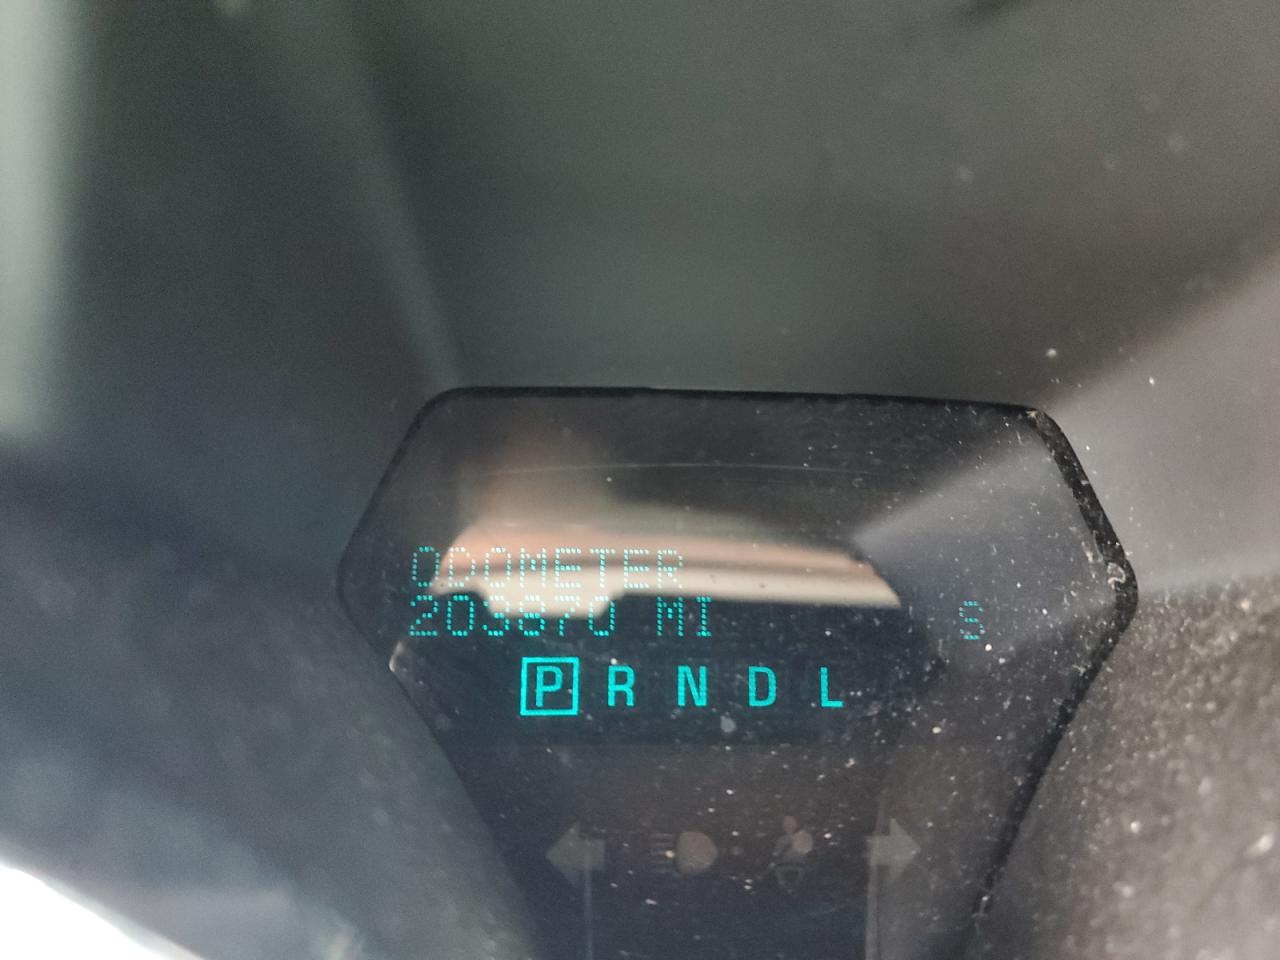 ODOMETER
203870 MI S
P R N D L